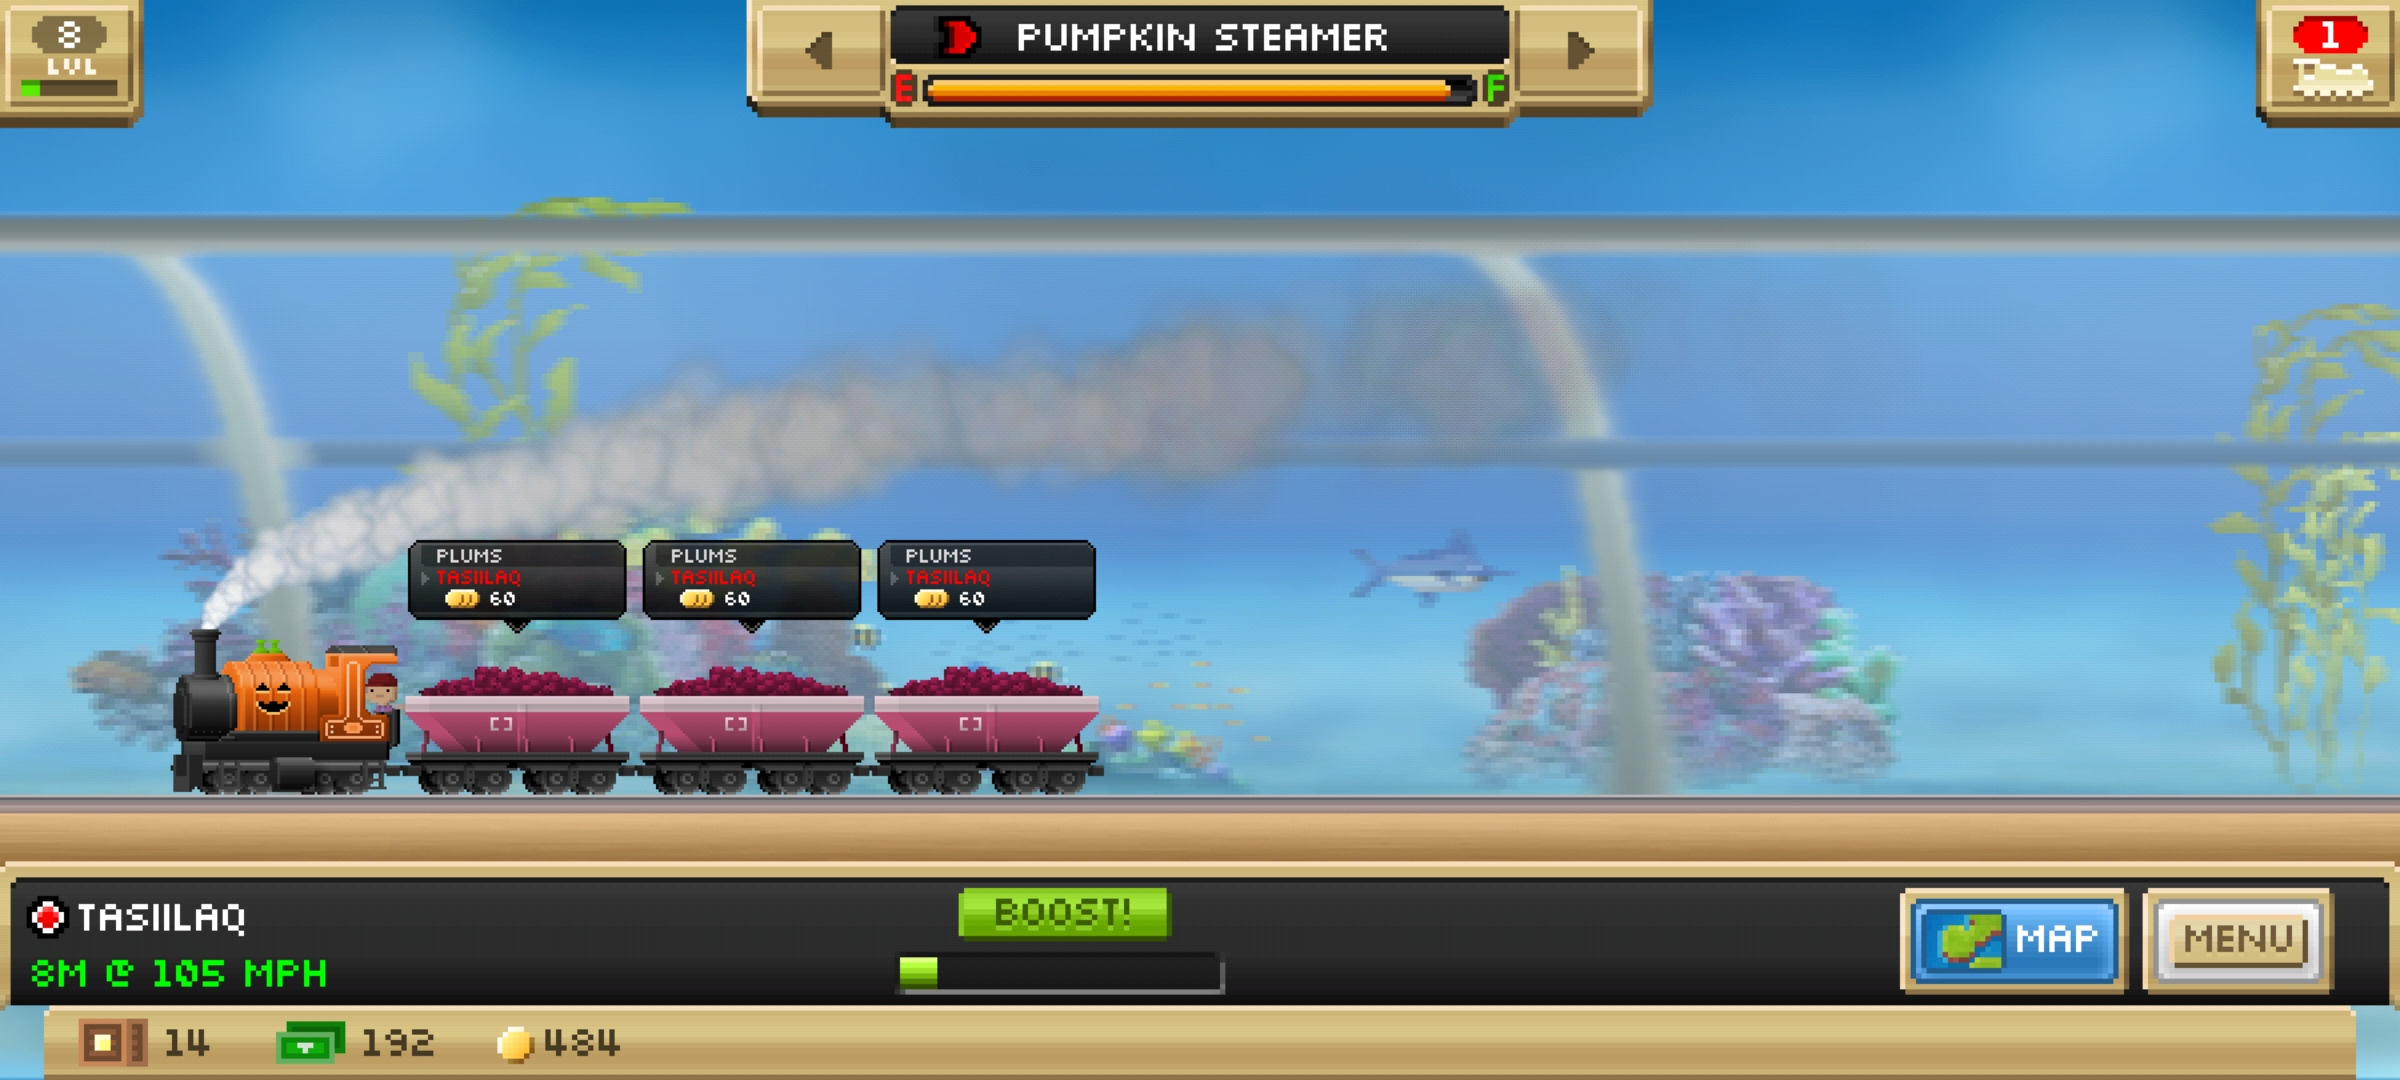 8
LVL
PUMPKIN STEAMER
E F
1
PLUMS
TASIILAQ
60
PLUMS
TASIILAQ
60
PLUMS
TASIILAQ
60
TASIILAQ
8M @ 105 MPH
BOOST!
MAP
MENU
14 192 484